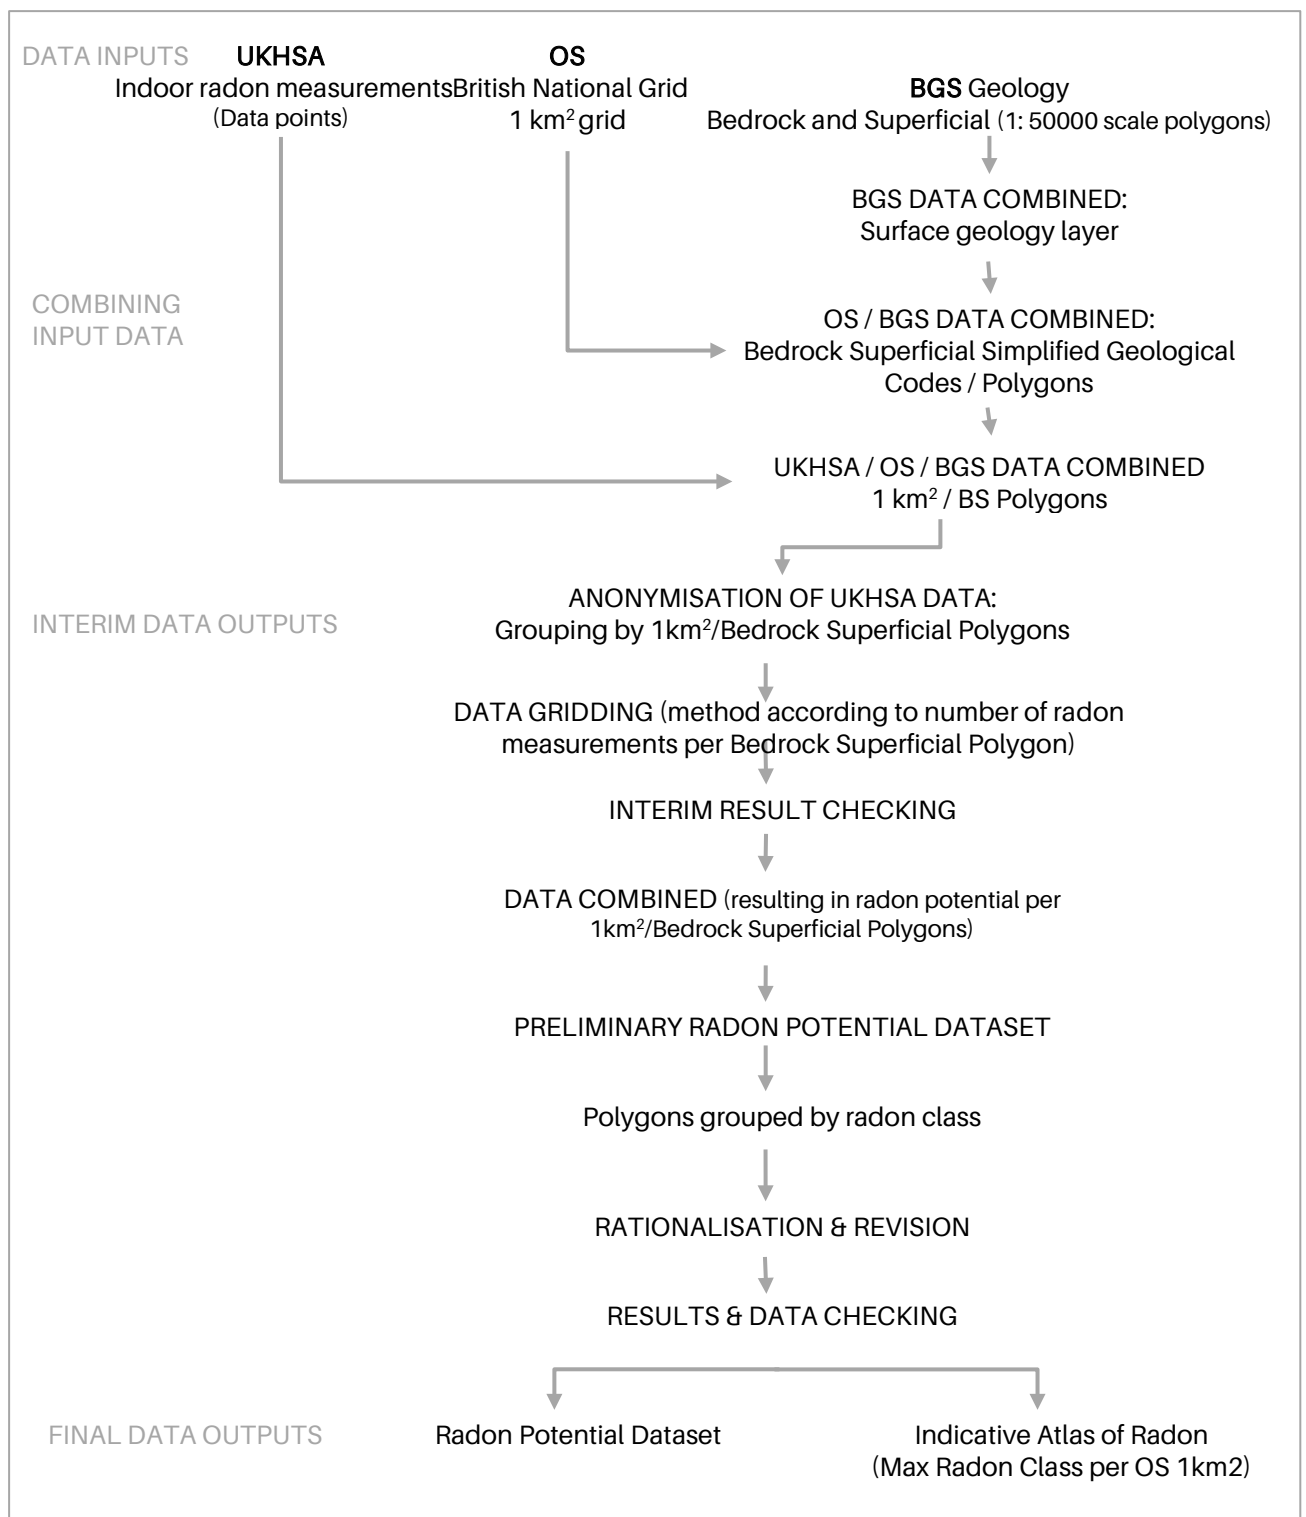 DATA INPUTS
UKHSA
Indoor radon measurements
(Data points)
OS
British National Grid
1 km² grid
BGS Geology
Bedrock and Superficial (1: 50000 scale polygons)
BGS DATA COMBINED:
Surface geology layer
COMBINING
INPUT DATA
OS / BGS DATA COMBINED:
Bedrock Superficial Simplified Geological
Codes / Polygons
UKHSA / OS / BGS DATA COMBINED
1 km² / BS Polygons
INTERIM DATA OUTPUTS
ANONYMISATION OF UKHSA DATA:
Grouping by 1km²/Bedrock Superficial Polygons
DATA GRIDDING (method according to number of radon
measurements per Bedrock Superficial Polygon)
INTERIM RESULT CHECKING
DATA COMBINED (resulting in radon potential per
1km²/Bedrock Superficial Polygons)
PRELIMINARY RADON POTENTIAL DATASET
Polygons grouped by radon class
RATIONALISATION & REVISION
RESULTS & DATA CHECKING
FINAL DATA OUTPUTS
Radon Potential Dataset
Indicative Atlas of Radon
(Max Radon Class per OS 1km2)